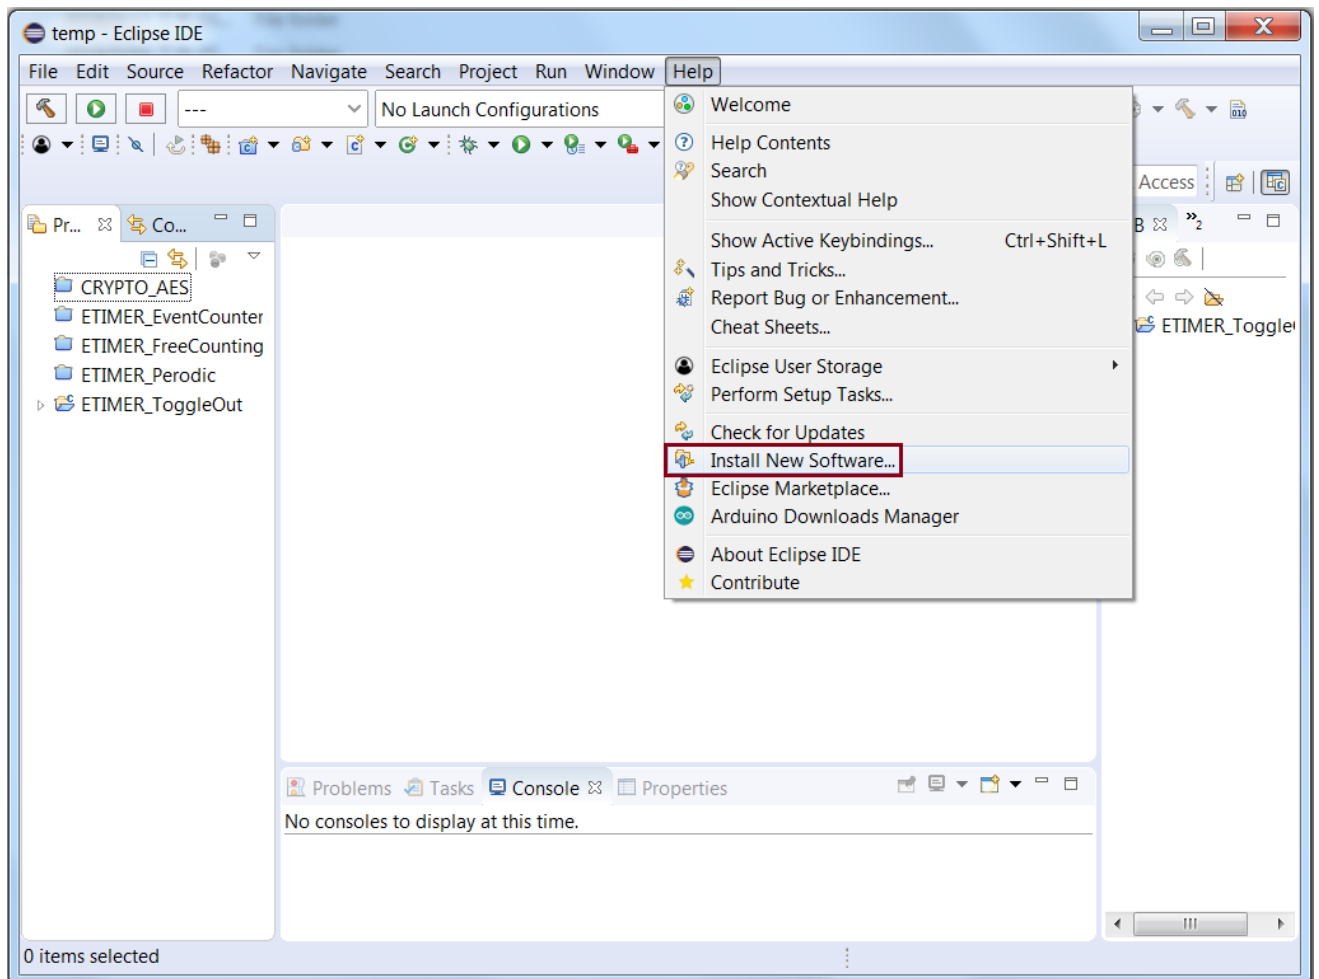 temp - Eclipse IDE
File Edit Source Refactor Navigate Search Project Run Window Help
--- No Launch Configurations
Welcome
Help Contents
Search
Show Contextual Help
Show Active Keybindings... Ctrl+Shift+L
Tips and Tricks...
Report Bug or Enhancement...
Cheat Sheets...
Eclipse User Storage
Perform Setup Tasks...
Check for Updates
Install New Software...
Eclipse Marketplace...
Arduino Downloads Manager
About Eclipse IDE
Contribute
Access
Pr... Co...
B »2
CRYPTO_AES
ETIMER_EventCounter
ETIMER_FreeCounting
ETIMER_Perodic
ETIMER_ToggleOut
ETIMER_Toggle
Problems Tasks Console Properties
No consoles to display at this time.
0 items selected